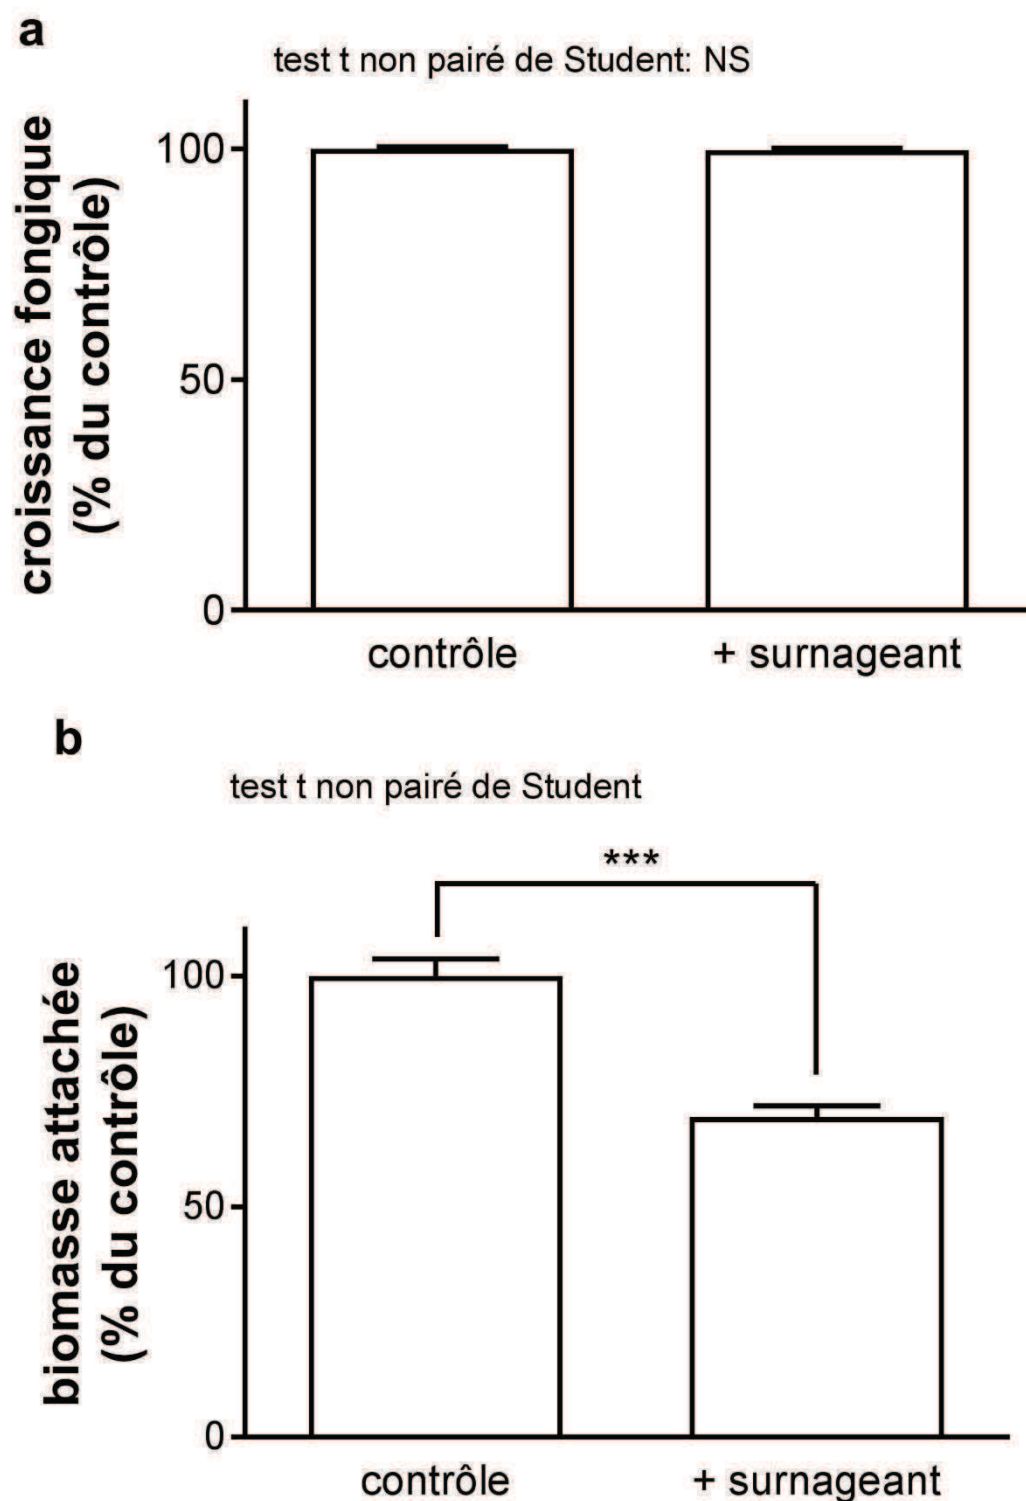 a
test t non pairé de Student: NS
croissance fongique
(% du contrôle)
100
50
0
contrôle
+ surnageant
b
test t non pairé de Student
***
biomasse attachée
(% du contrôle)
100
50
0
contrôle
+ surnageant